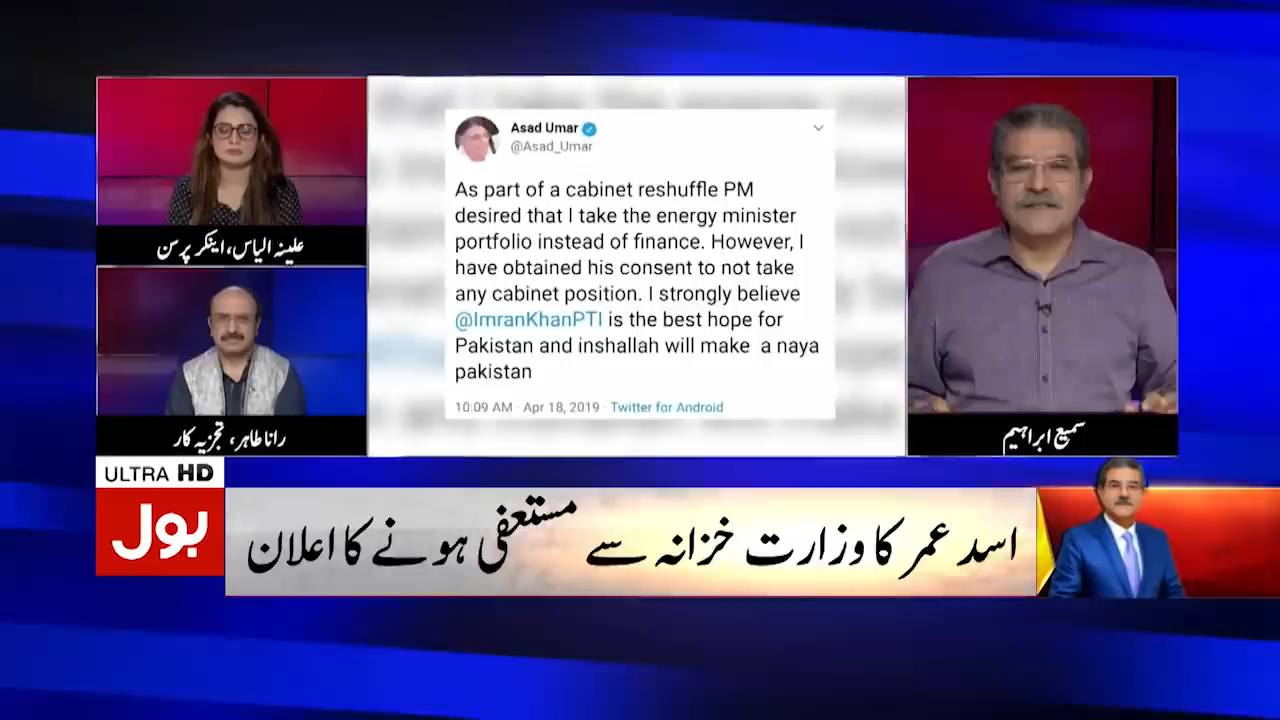 علینہ الیاس، اینکر پرسن
رانا طاہر، تجزیہ کار
Asad Umar
@Asad_Umar
As part of a cabinet reshuffle PM
desired that I take the energy minister
portfolio instead of finance. However, I
have obtained his consent to not take
any cabinet position. I strongly believe
@ImranKhanPTI is the best hope for
Pakistan and inshallah will make a naya
pakistan
10:09 AM · Apr 18, 2019 · Twitter for Android
سمیع ابراہیم
ULTRA HD
بول
اسد عمر کا وزارت خزانہ سے مستعفی ہونے کا اعلان